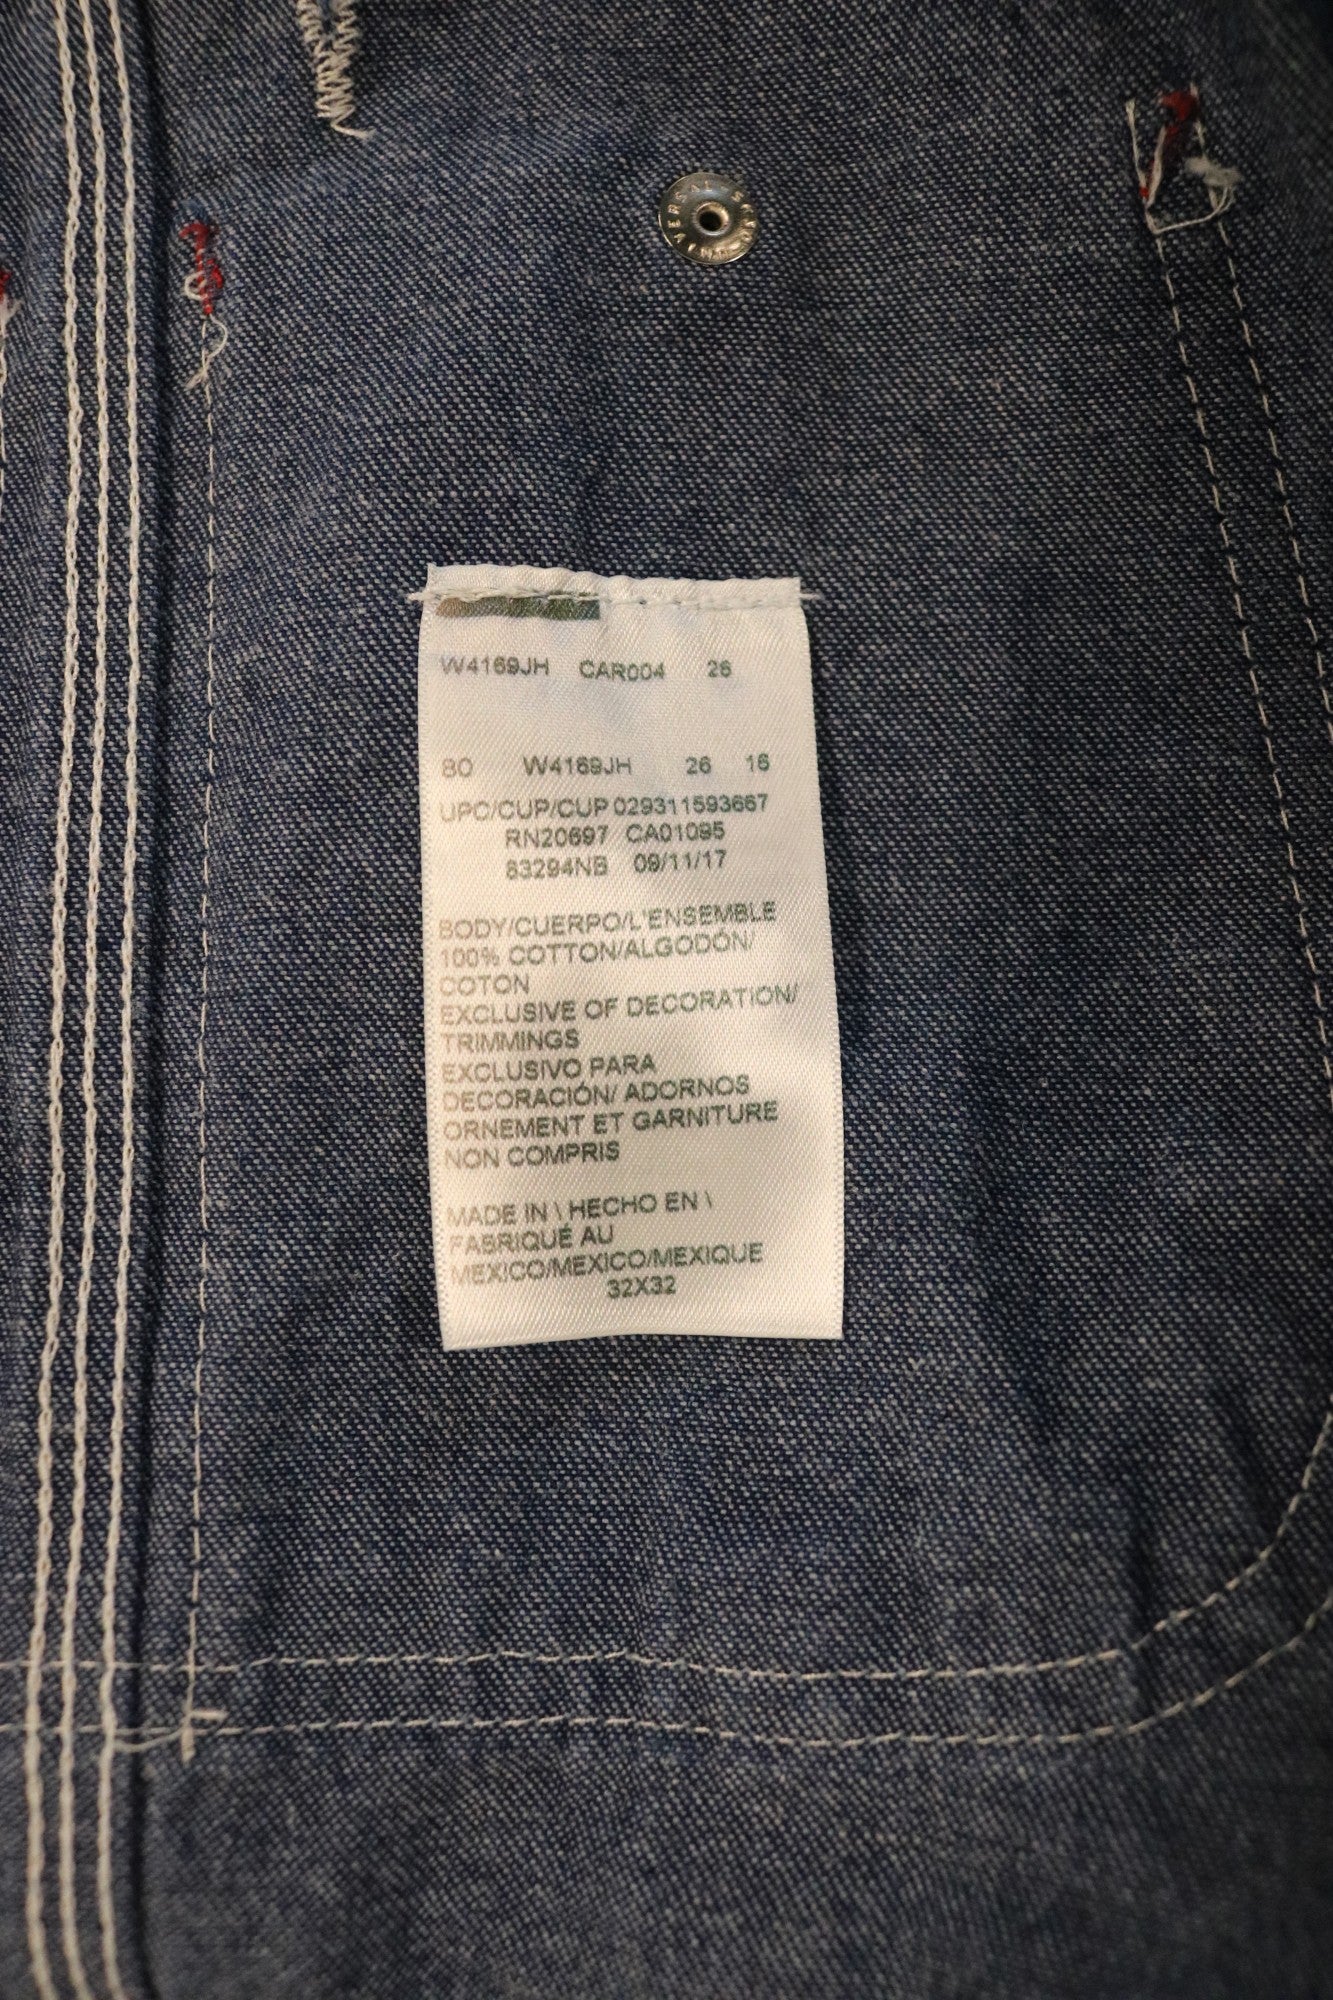 W4169JH CAR004 26
80 W4169JH 26 16
UPC/CUP/CUP 029311593667
RN20697 CA01095
83294NB 09/11/17
BODY/CUERPO/L'ENSEMBLE
100% COTTON/ALGODÓN/
COTON
EXCLUSIVE OF DECORATION/
TRIMMINGS
EXCLUSIVO PARA
DECORACIÓN/ ADORNOS
ORNEMENT ET GARNITURE
NON COMPRIS
MADE IN \ HECHO EN \
FABRIQUÉ AU
MEXICO/MEXICO/MEXIQUE
32X32